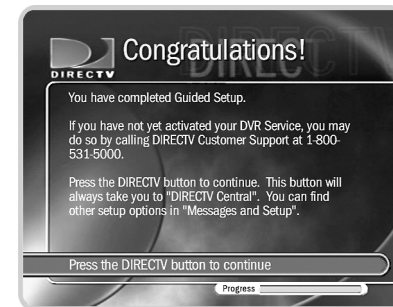 Congratulations!
DIRECTV
You have completed Guided Setup.
If you have not yet activated your DVR Service, you may
do so by calling DIRECTV Customer Support at 1-800-
531-5000.
Press the DIRECTV button to continue. This button will
always take you to "DIRECTV Central". You can find
other setup options in "Messages and Setup".
Press the DIRECTV button to continue
Progress